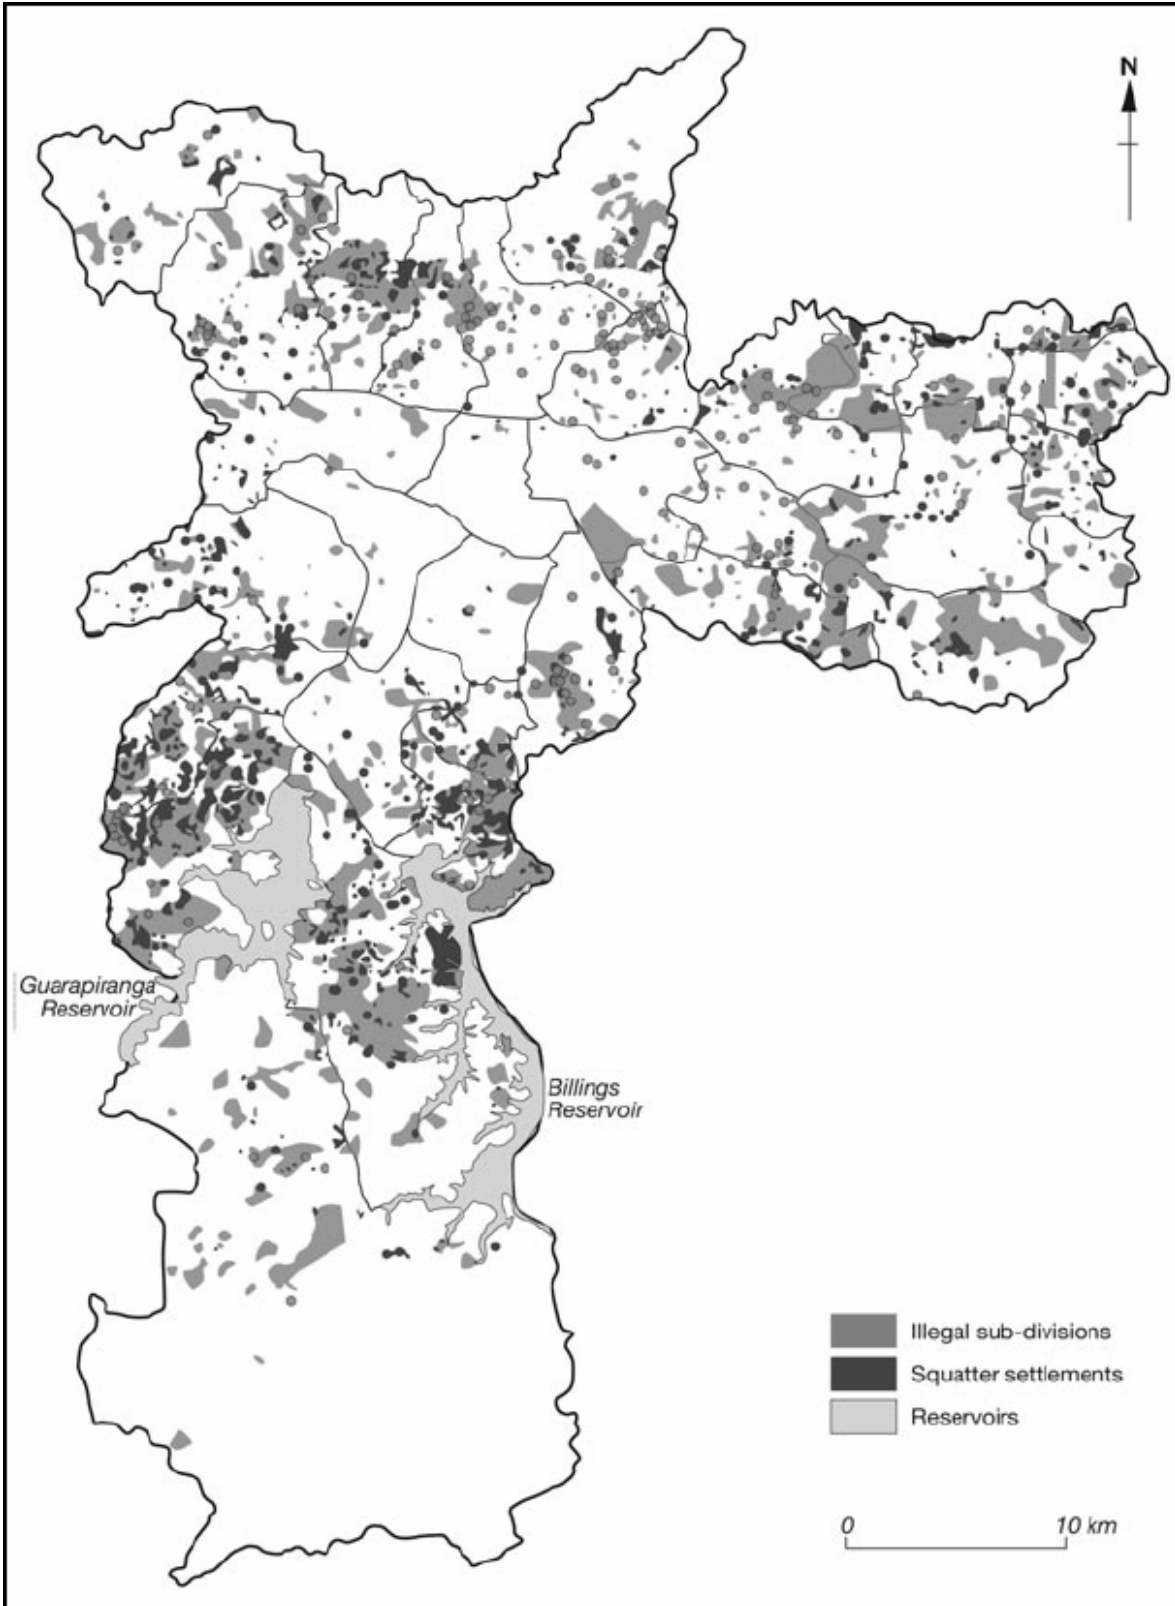 N
Guarapiranga
Reservoir
Billings
Reservoir
Illegal sub-divisions
Squatter settlements
Reservoirs
0 10 km